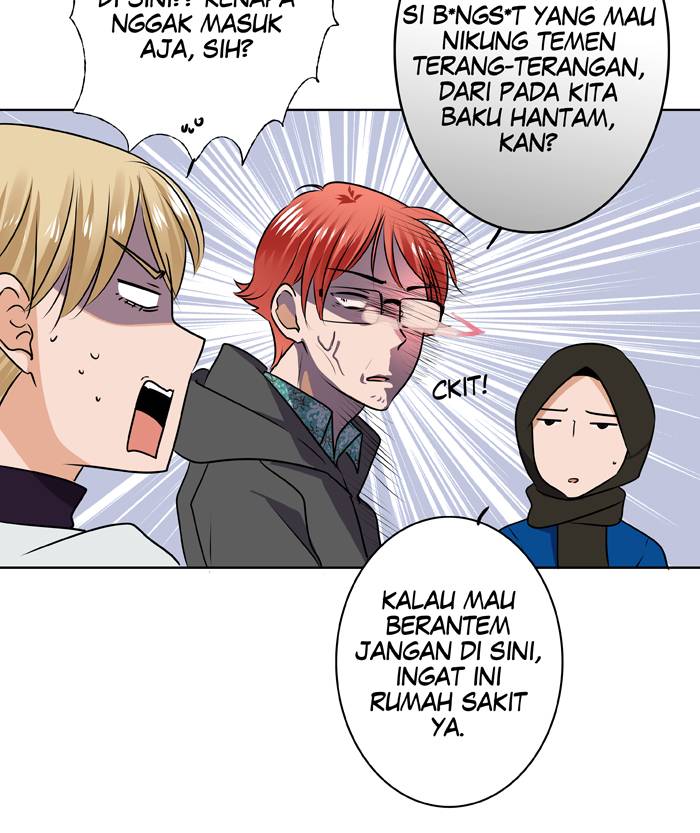 DI SINI?? KENAPA
NGGAK MASUK
AJA, SIH?
SI B*NGS*T YANG MAU
NIKUNG TEMEN
TERANG-TERANGAN,
DARI PADA KITA
BAKU HANTAM,
KAN?
CKIT!
KALAU MAU
BERANTEM
JANGAN DI SINI,
INGAT INI
RUMAH SAKIT
YA.